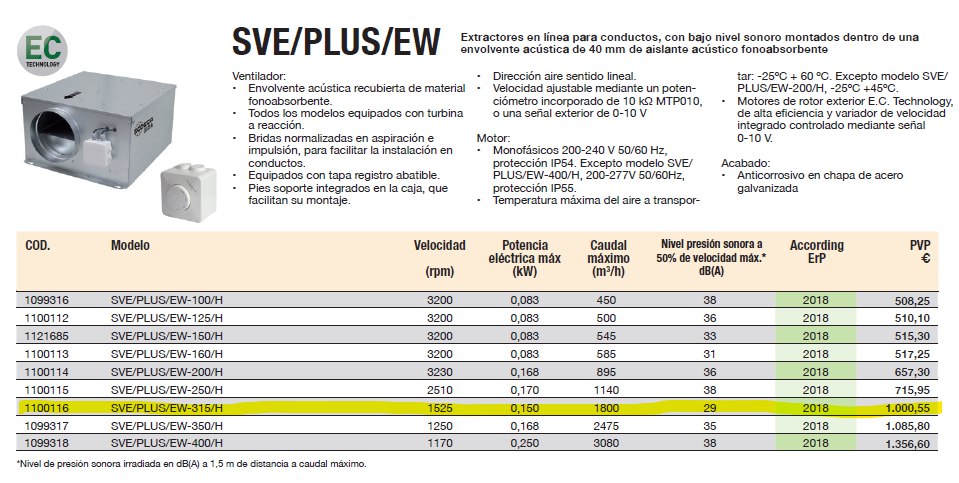 EC
TECHNOLOGY
SVE/PLUS/EW
Extractores en línea para conductos, con bajo nivel sonoro montados dentro de una
envolvente acústica de 40 mm de aislante acústico fonoabsorbente
Ventilador:
• Envolvente acústica recubierta de material
fonoabsorbente.
• Todos los modelos equipados con turbina
a reacción.
• Bridas normalizadas en aspiración e
impulsión, para facilitar la instalación en
conductos.
• Equipados con tapa registro abatible.
• Pies soporte integrados en la caja, que
facilitan su montaje.
• Dirección aire sentido lineal.
• Velocidad ajustable mediante un poten-
ciómetro incorporado de 10 kΩ MTP010,
o una señal exterior de 0-10 V
Motor:
• Monofásicos 200-240 V 50/60 Hz,
protección IP54. Excepto modelo SVE/
PLUS/EW-400/H, 200-277V 50/60Hz,
protección IP55.
• Temperatura máxima del aire a transpor-
tar: -25ºC + 60 ºC. Excepto modelo SVE/
PLUS/EW-200/H, -25ºC +45ºC.
• Motores de rotor exterior E.C. Technology,
de alta eficiencia y variador de velocidad
integrado controlado mediante señal
0-10 V.
Acabado:
• Anticorrosivo en chapa de acero
galvanizada
COD. Modelo Velocidad (rpm) Potencia eléctrica máx (kW) Caudal máximo (m³/h) Nivel presión sonora a 50% de velocidad máx.* dB(A) According ErP PVP €
1099316 SVE/PLUS/EW-100/H 3200 0,083 450 38 2018 508,25
1100112 SVE/PLUS/EW-125/H 3200 0,083 500 36 2018 510,10
1121685 SVE/PLUS/EW-150/H 3200 0,083 545 33 2018 515,30
1100113 SVE/PLUS/EW-160/H 3200 0,083 585 31 2018 517,25
1100114 SVE/PLUS/EW-200/H 3230 0,168 895 36 2018 657,30
1100115 SVE/PLUS/EW-250/H 2510 0,170 1140 38 2018 715,95
1100116 SVE/PLUS/EW-315/H 1525 0,150 1800 29 2018 1.000,55
1099317 SVE/PLUS/EW-350/H 1250 0,168 2475 35 2018 1.085,80
1099318 SVE/PLUS/EW-400/H 1170 0,250 3080 38 2018 1.356,60
*Nivel de presión sonora irradiada en dB(A) a 1,5 m de distancia a caudal máximo.